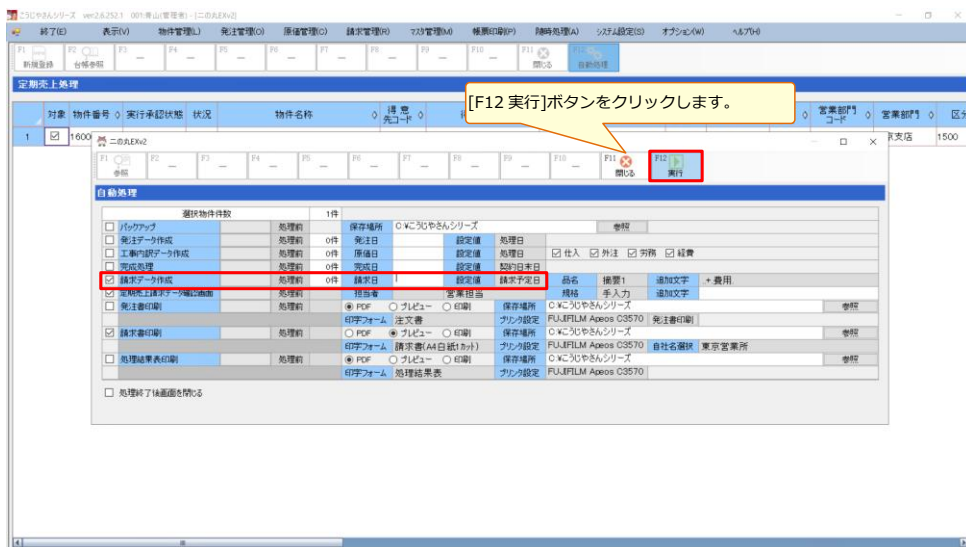 こうじやさんシリーズ ver.2.6.252.1 001:青山(管理者) - [二の丸EXv2]
終了(E) 表示(V) 物件管理(L) 発注管理(O) 原価管理(C) 請求管理(R) マスタ管理(M) 帳票印刷(P) 随時処理(A) システム設定(S) オプション(W) ヘルプ(H)
F1 F2 F3 F4 F5 F6 F7 F8 F9 F10 F11 F12
新規登録 台帳参照 閉じる 自動処理
定期売上処理
[F12 実行]ボタンをクリックします。
対象 物件番号 実行承認状態 状況 物件名称 得意先コード 営業部門コード 営業部門 区分
1 1600 京支店 1500
二の丸EXv2
F1 F2 F3 F4 F5 F6 F7 F8 F9 F10 F11 F12
参照 閉じる 実行
自動処理
選択物件件数 1件
バックアップ 処理前 保存場所 C:¥こうじやさんシリーズ 参照
発注データ作成 処理前 0件 発注日 設定値 処理日
工事内訳データ作成 処理前 0件 原価日 設定値 処理日 仕入 外注 労務 経費
完成処理 処理前 0件 完成日 設定値 契約日末日
請求データ作成 処理前 0件 請求日 設定値 請求予定日 品名 摘要1 追加文字 .+ 費用.
定期売上請求データ確認画面 処理前 担当者 営業担当 規格 手入力 追加文字
発注書印刷 処理前 PDF プレビュー 印刷 保存場所 C:¥こうじやさんシリーズ 参照
印字フォーム 注文書 プリンタ設定 FUJIFILM Apeos C3570 発注書印刷
請求書印刷 処理前 PDF プレビュー 印刷 保存場所 C:¥こうじやさんシリーズ 参照
印字フォーム 請求書(A4白紙1カット) プリンタ設定 FUJIFILM Apeos C3570 自社名選択 東京営業所
処理結果表印刷 処理前 PDF プレビュー 印刷 保存場所 C:¥こうじやさんシリーズ 参照
印字フォーム 処理結果表 プリンタ設定 FUJIFILM Apeos C3570
処理終了後画面を閉じる